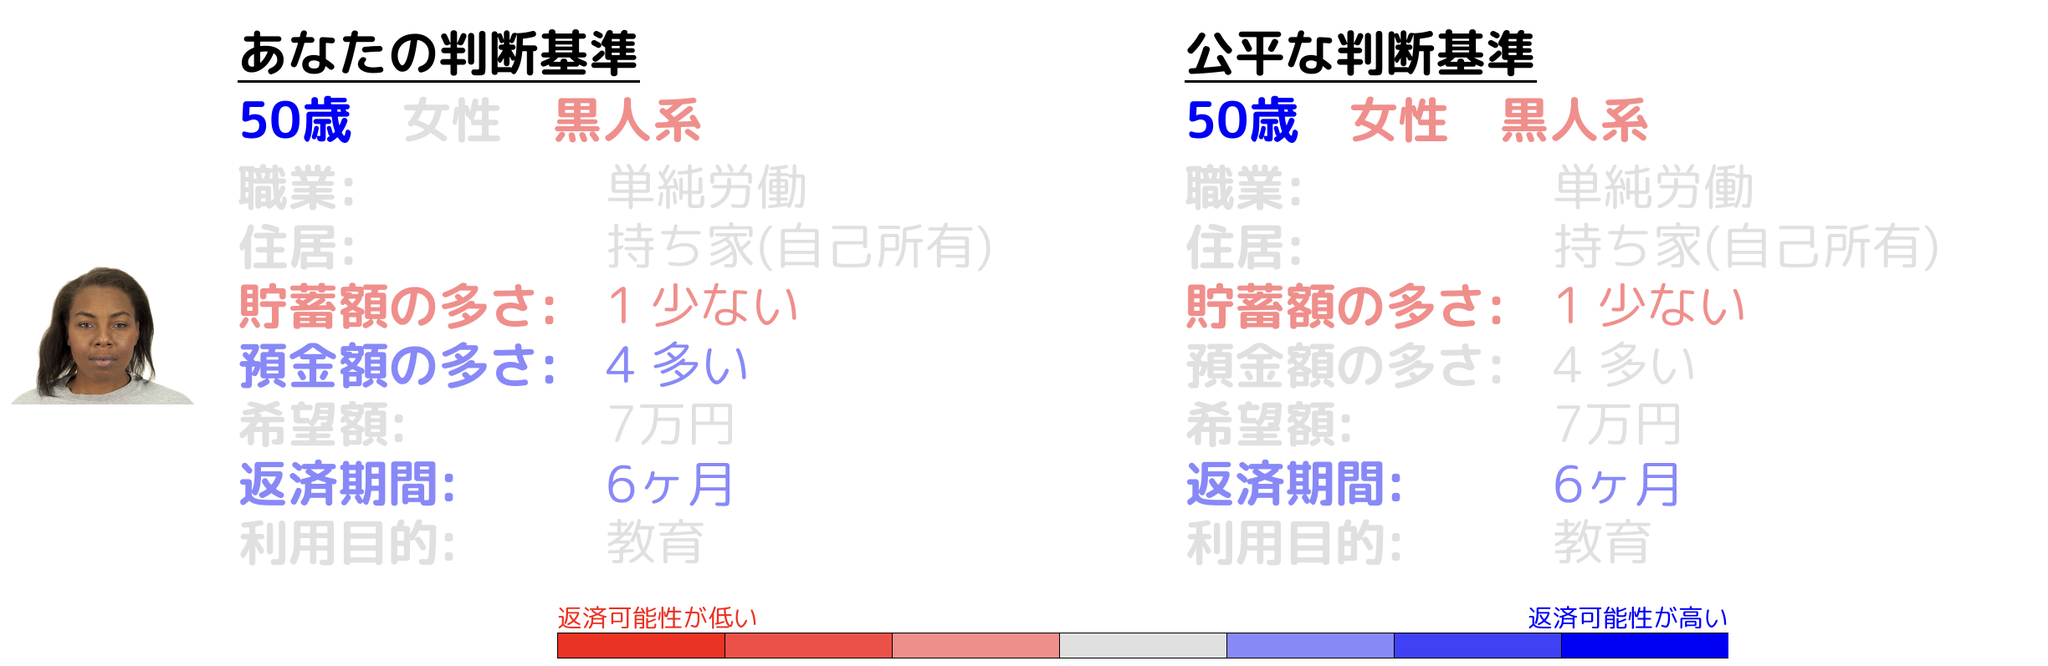 あなたの判断基準
50歳 女性 黒人系
職業: 単純労働
住居: 持ち家(自己所有)
貯蓄額の多さ: 1 少ない
預金額の多さ: 4 多い
希望額: 7万円
返済期間: 6ヶ月
利用目的: 教育
公平な判断基準
50歳 女性 黒人系
職業: 単純労働
住居: 持ち家(自己所有)
貯蓄額の多さ: 1 少ない
預金額の多さ: 4 多い
希望額: 7万円
返済期間: 6ヶ月
利用目的: 教育
返済可能性が低い
返済可能性が高い